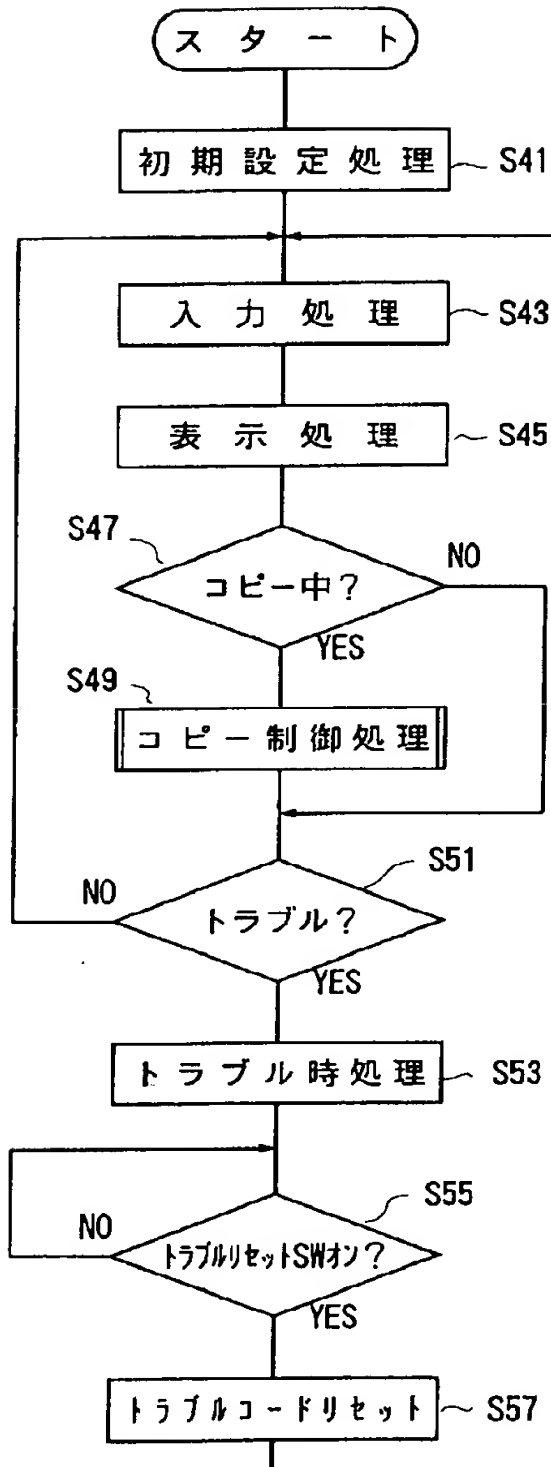 スタート
初期設定処理 S41
入力処理 S43
表示処理 S45
S47
コピー中? NO
YES
S49
コピー制御処理
S51
NO トラブル?
YES
トラブル時処理 S53
S55
NO トラブルリセットSWオン?
YES
トラブルコードリセット S57